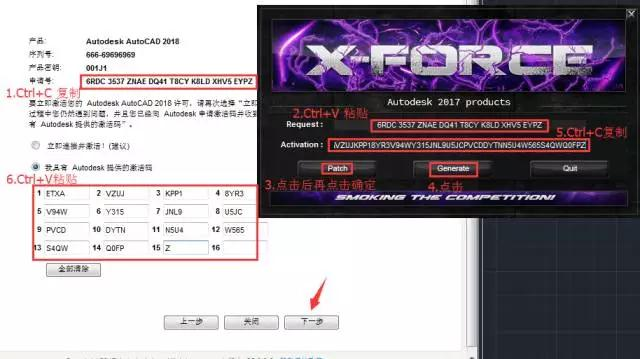 产品: Autodesk AutoCAD 2018
序列号: 666-69696969
产品密钥: 001J1
申请号: 6RDC 3537 ZNAE DQ41 T8CY K8LD XHV5 EYPZ
1.Ctrl+C 复制
要立即激活您的 Autodesk AutoCAD 2018 许可，请再次选择“立即
过程中您仍遇到问题，并且您已经向 Autodesk 申请激活码并收到
有 Autodesk 提供的激活码”。
立即连接并激活！(建议)
我具有 Autodesk 提供的激活码
6.Ctrl+V粘贴
1 ETXA 2 VZUJ 3 KPP1 4 8YR3
5 V94W 6 Y315 7 JNL9 8 U5JC
9 PVCD 10 DYTN 11 N5U4 12 W565
13 S4QW 14 Q0FP 15 Z 16
全部清除
上一步 关闭 下一步
X-FORCE
Autodesk 2017 products
2.Ctrl+V 粘贴
Request : 6RDC 3537 ZNAE DQ41 T8CY K8LD XHV5 EYPZ
5.Ctrl+C复制
Activation : VZUJKPP18YR3V94WY315JNL9U5JCPVCDDYTNN5U4W565S4QWQ0FPZ
Patch Generate Quit
3.点击后再点击确定 4.点击
SMOKING THE COMPETITION!